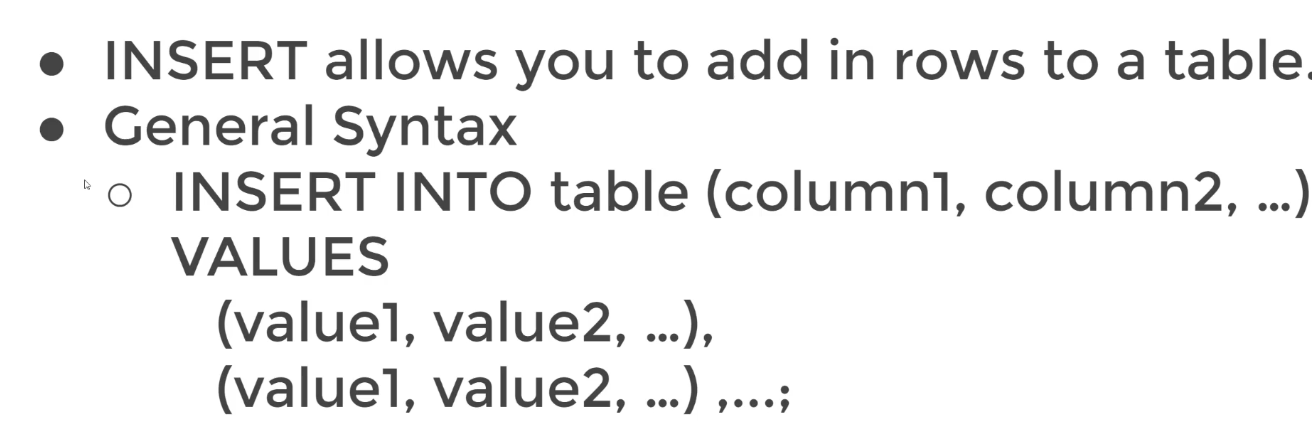 ● INSERT allows you to add in rows to a table.
● General Syntax
○ INSERT INTO table (column1, column2, …)
VALUES
(value1, value2, …),
(value1, value2, …) ,...;